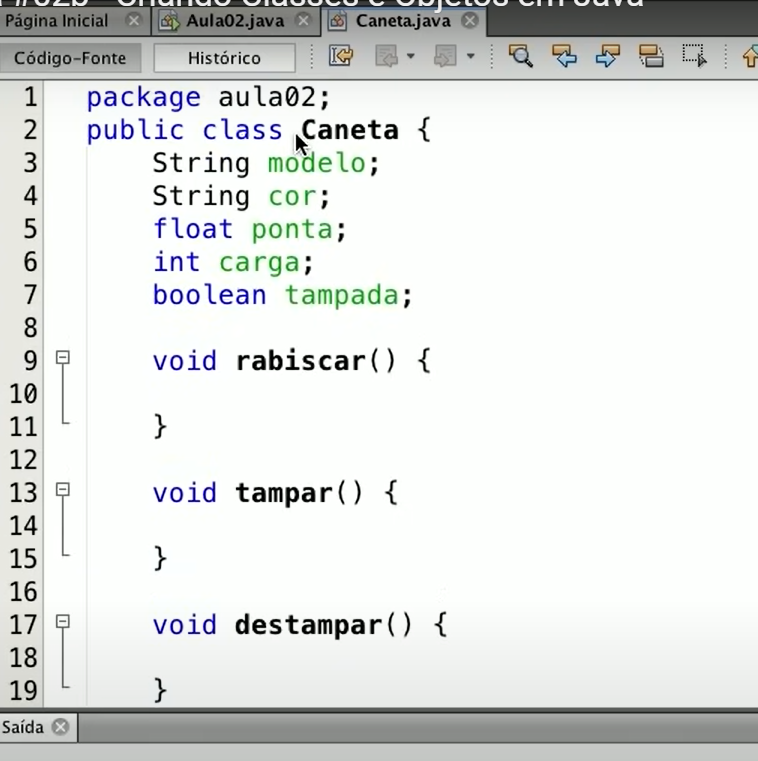 #02b - Criando Classes e Objetos em Java
Página Inicial Aula02.java Caneta.java
Código-Fonte Histórico
1 package aula02;
2 public class Caneta {
3 String modelo;
4 String cor;
5 float ponta;
6 int carga;
7 boolean tampada;
8
9 void rabiscar() {
10
11 }
12
13 void tampar() {
14
15 }
16
17 void destampar() {
18
19 }
Saída